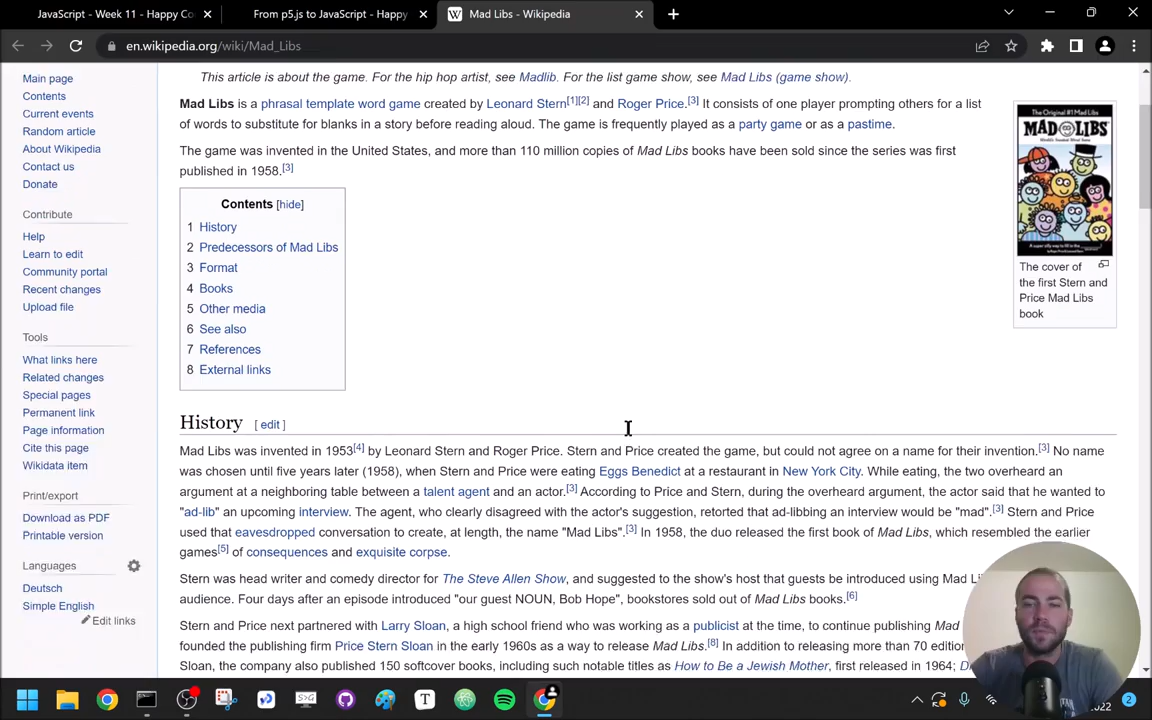 JavaScript - Week 11 - Happy Co
From p5.js to JavaScript - Happy
Mad Libs - Wikipedia
en.wikipedia.org/wiki/Mad_Libs
Main page
Contents
Current events
Random article
About Wikipedia
Contact us
Donate
Contribute
Help
Learn to edit
Community portal
Recent changes
Upload file
Tools
What links here
Related changes
Special pages
Permanent link
Page information
Cite this page
Wikidata item
Print/export
Download as PDF
Printable version
Languages
Deutsch
Simple English
Edit links
This article is about the game. For the hip hop artist, see Madlib. For the list game show, see Mad Libs (game show).
Mad Libs is a phrasal template word game created by Leonard Stern[1][2] and Roger Price.[3] It consists of one player prompting others for a list
of words to substitute for blanks in a story before reading aloud. The game is frequently played as a party game or as a pastime.
The game was invented in the United States, and more than 110 million copies of Mad Libs books have been sold since the series was first
published in 1958.[3]
The Original #1 Mad Libs
MAD LIBS
The cover of
the first Stern and
Price Mad Libs
book
Contents [hide]
1 History
2 Predecessors of Mad Libs
3 Format
4 Books
5 Other media
6 See also
7 References
8 External links
History [ edit ]
Mad Libs was invented in 1953[4] by Leonard Stern and Roger Price. Stern and Price created the game, but could not agree on a name for their invention.[3] No name
was chosen until five years later (1958), when Stern and Price were eating Eggs Benedict at a restaurant in New York City. While eating, the two overheard an
argument at a neighboring table between a talent agent and an actor.[3] According to Price and Stern, during the overheard argument, the actor said that he wanted to
"ad-lib" an upcoming interview. The agent, who clearly disagreed with the actor's suggestion, retorted that ad-libbing an interview would be "mad".[3] Stern and Price
used that eavesdropped conversation to create, at length, the name "Mad Libs".[3] In 1958, the duo released the first book of Mad Libs, which resembled the earlier
games[5] of consequences and exquisite corpse.
Stern was head writer and comedy director for The Steve Allen Show, and suggested to the show's host that guests be introduced using Mad Li
audience. Four days after an episode introduced "our guest NOUN, Bob Hope", bookstores sold out of Mad Libs books.[6]
Stern and Price next partnered with Larry Sloan, a high school friend who was working as a publicist at the time, to continue publishing Mad
founded the publishing firm Price Stern Sloan in the early 1960s as a way to release Mad Libs.[8] In addition to releasing more than 70 edition
Sloan, the company also published 150 softcover books, including such notable titles as How to Be a Jewish Mother, first released in 1964; D
T
2022
2